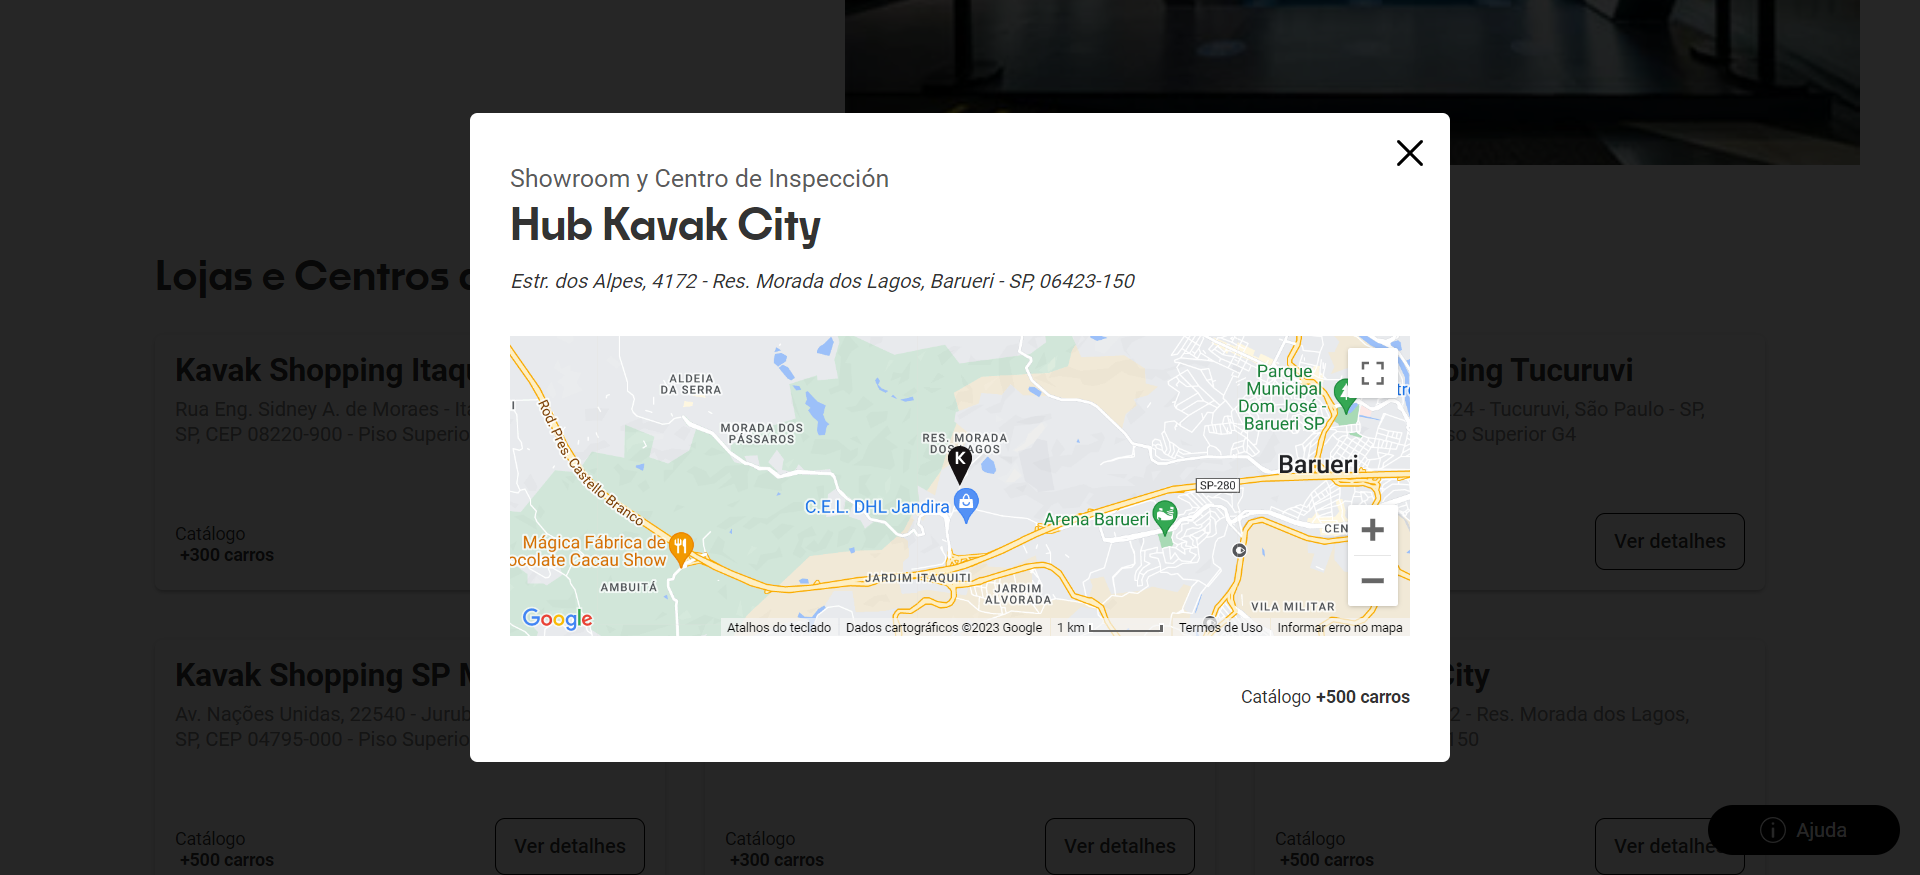 Showroom y Centro de Inspección
Hub Kavak City
Estr. dos Alpes, 4172 - Res. Morada dos Lagos, Barueri - SP, 06423-150
ALDEIA
DA SERRA
MORADA DOS
PÁSSAROS
RES. MORADA
DOS LAGOS
Parque
Municipal
Dom José -
Barueri SP
Barueri
SP-280
Rod. Pres. Castello Branco
C.E.L. DHL Jandira
Arena Barueri
CEN
Mágica Fábrica de
ocolate Cacau Show
AMBUITÁ
JARDIM ITAQUITI
JARDIM
ALVORADA
VILA MILITAR
Google
Atalhos do teclado
Dados cartográficos ©2023 Google
1 km
Termos de Uso
Informar erro no mapa
Catálogo +500 carros
Lojas e Centros
Kavak Shopping Itaq
Rua Eng. Sidney A. de Moraes - It
SP, CEP 08220-900 - Piso Superio
Catálogo
+300 carros
ping Tucuruvi
24 - Tucuruvi, São Paulo - SP,
so Superior G4
Ver detalhes
Kavak Shopping SP M
Av. Nações Unidas, 22540 - Jurub
SP, CEP 04795-000 - Piso Superio
Catálogo
+500 carros
Ver detalhes
Catálogo
+300 carros
Ver detalhes
City
2 - Res. Morada dos Lagos,
150
Catálogo
+500 carros
Ver detalhe
Ajuda